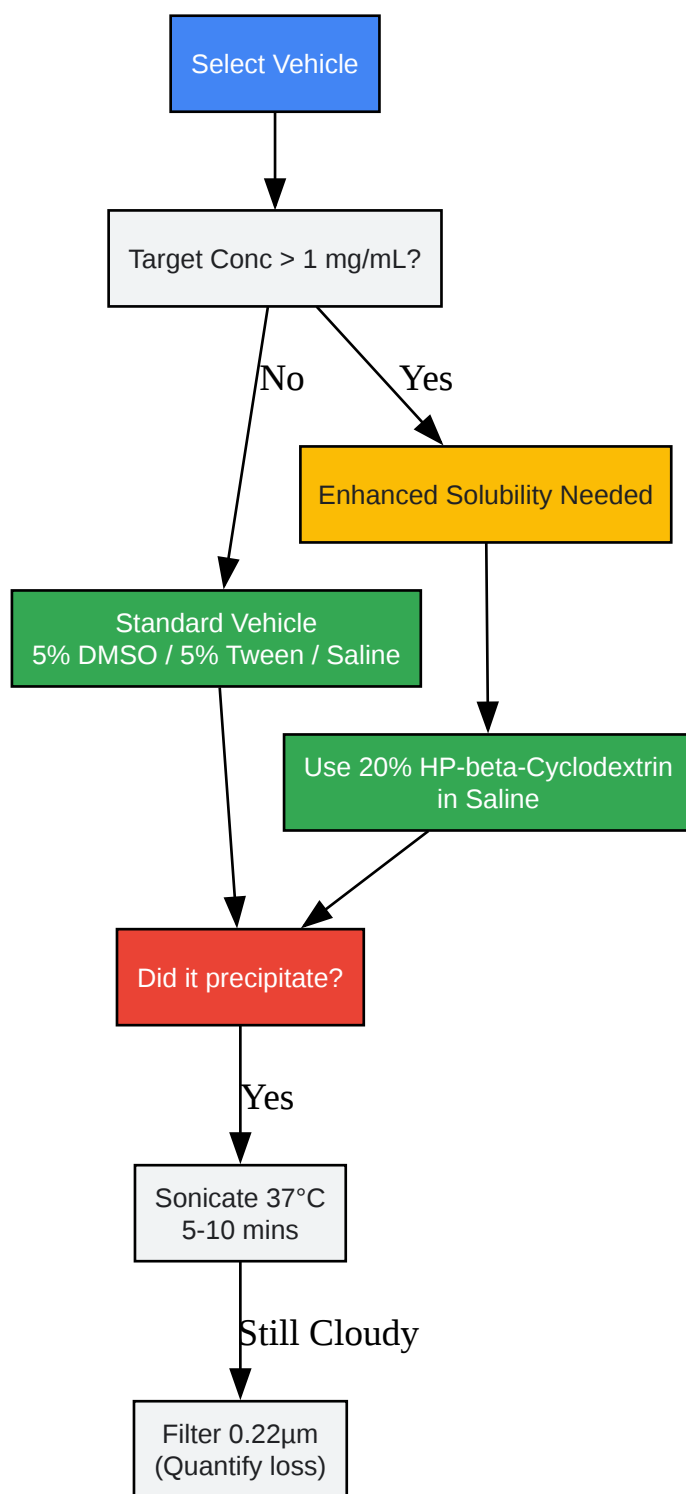 Select Vehicle
Target Conc > 1 mg/mL?
No
Yes
Enhanced Solubility Needed
Standard Vehicle
5% DMSO / 5% Tween / Saline
Use 20% HP-beta-Cyclodextrin
in Saline
Did it precipitate?
Yes
Sonicate 37°C
5-10 mins
Still Cloudy
Filter 0.22µm
(Quantify loss)